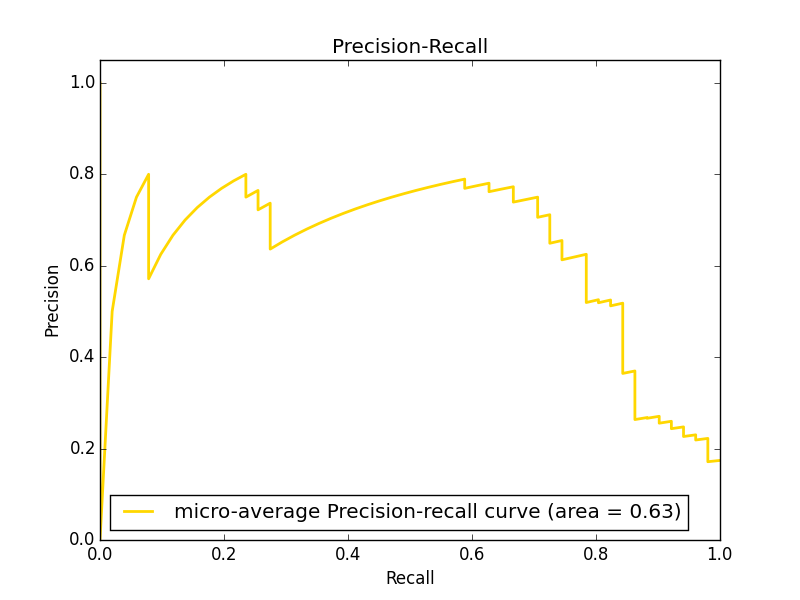 Precision-Recall
1.0
0.8
0.6
0.4
0.2
0.0
Precision
micro-average Precision-recall curve (area = 0.63)
0.0 0.2 0.4 0.6 0.8 1.0
Recall